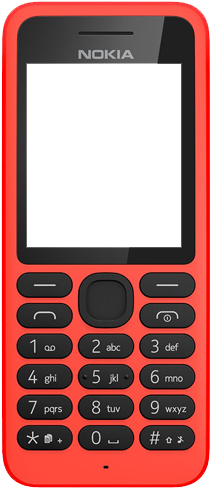 NOKIA
1 2 abc 3 def
4 ghi 5 jkl 6 mno
7 pqrs 8 tuv 9 wxyz
* + 0 #